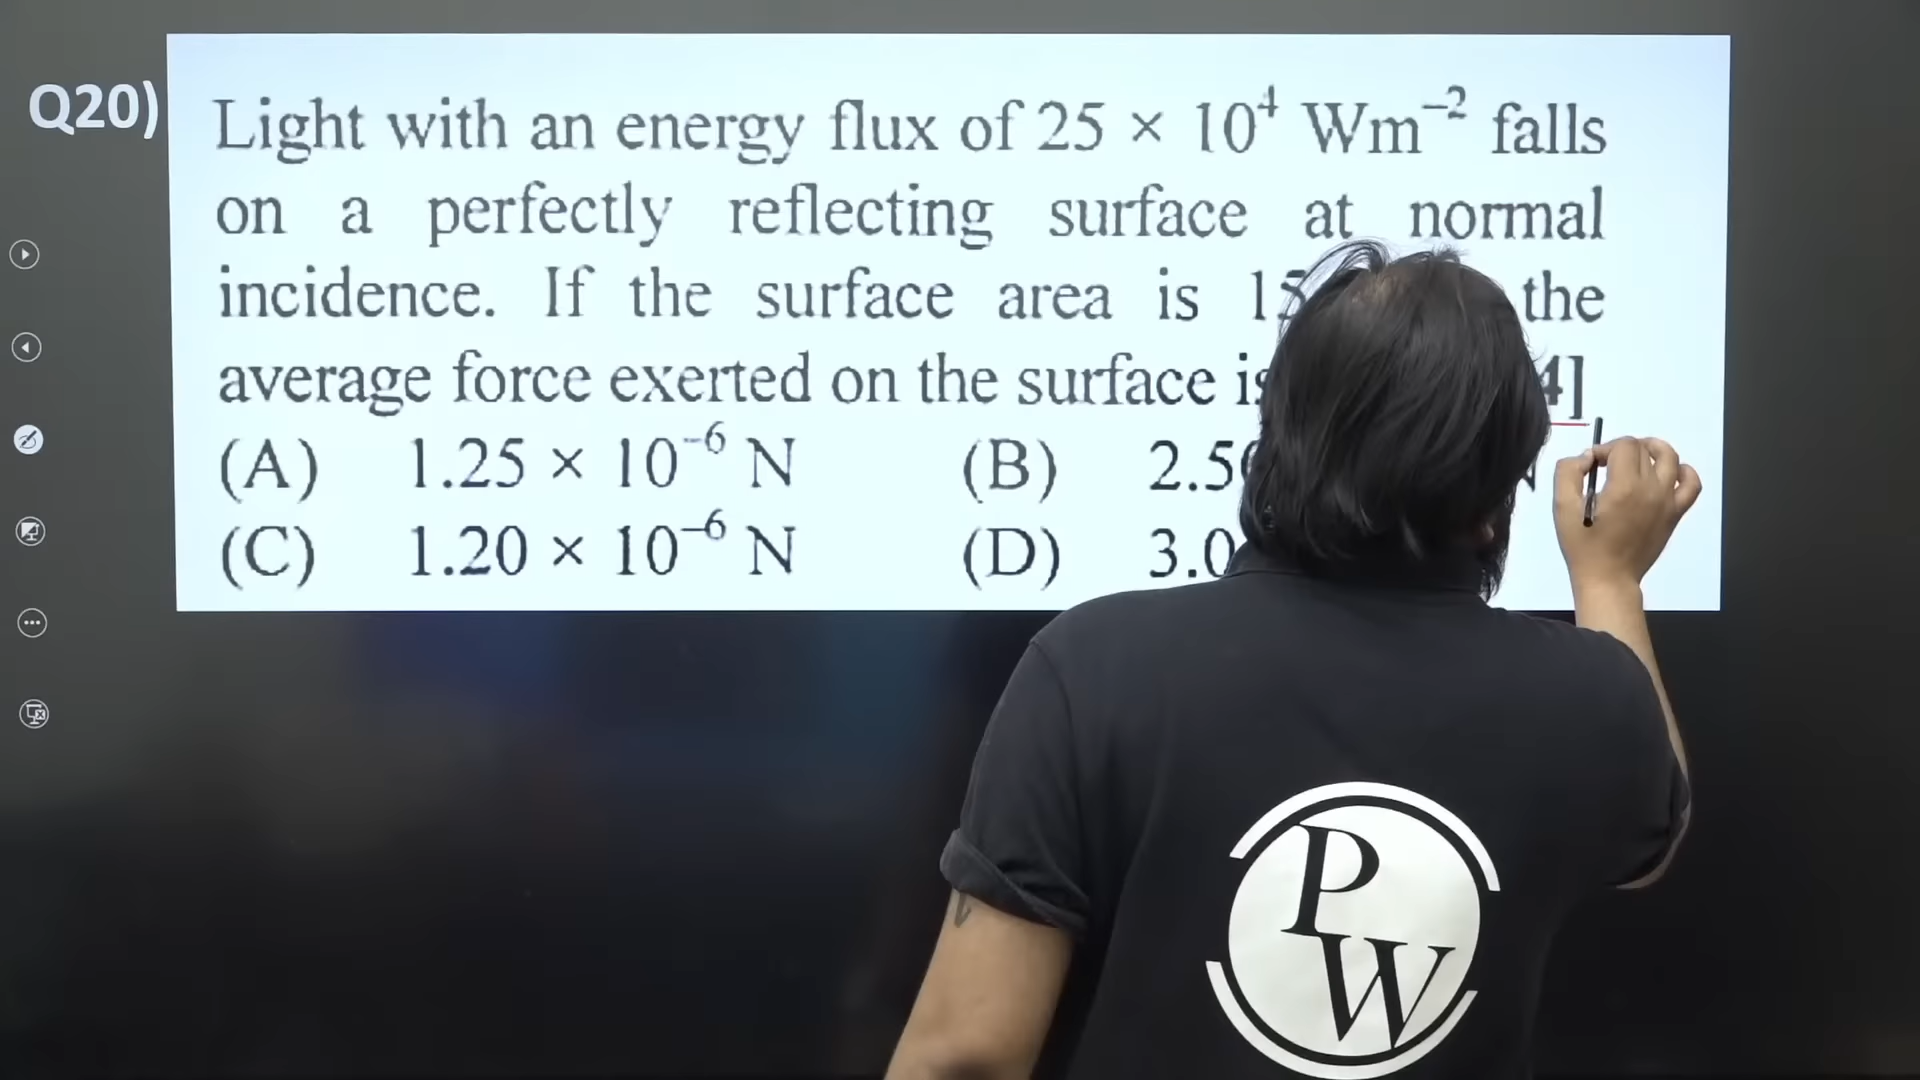 Q20)
Light with an energy flux of 25 × 10⁴ Wm⁻² falls
on a perfectly reflecting surface at normal
incidence. If the surface area is 15 the
average force exerted on the surface is 4]
(A) 1.25 × 10⁻⁶ N (B) 2.5
(C) 1.20 × 10⁻⁶ N (D) 3.0
P
W